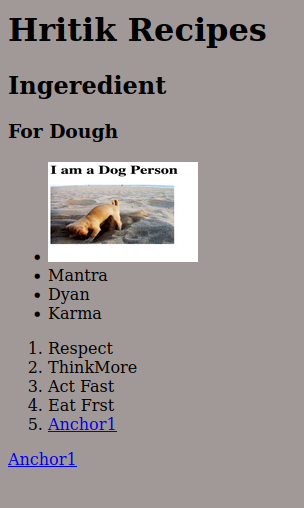 Hritik Recipes
Ingeredient
For Dough
I am a Dog Person
Mantra
Dyan
Karma
1. Respect
2. ThinkMore
3. Act Fast
4. Eat Frst
5. Anchor1
Anchor1